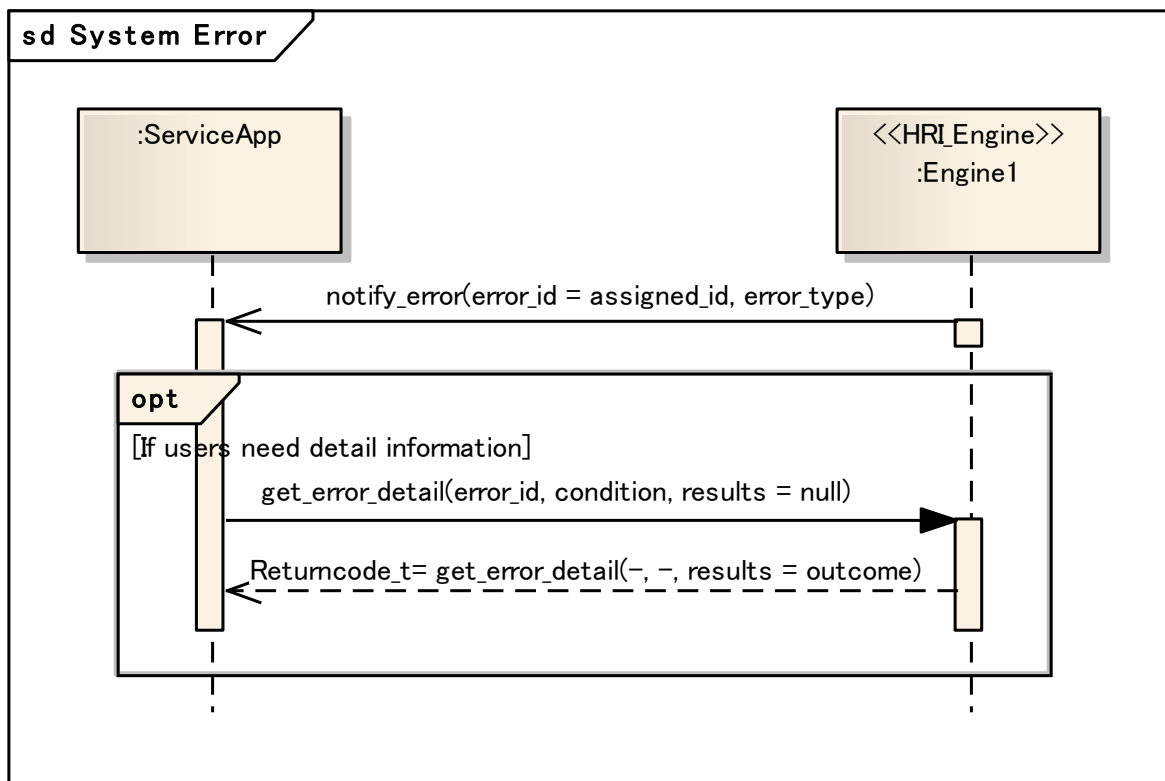 sd System Error
:ServiceApp
<<HRI_Engine>>
:Engine1
notify_error(error_id = assigned_id, error_type)
opt
[If users need detail information]
get_error_detail(error_id, condition, results = null)
Returncode_t= get_error_detail(-, -, results = outcome)